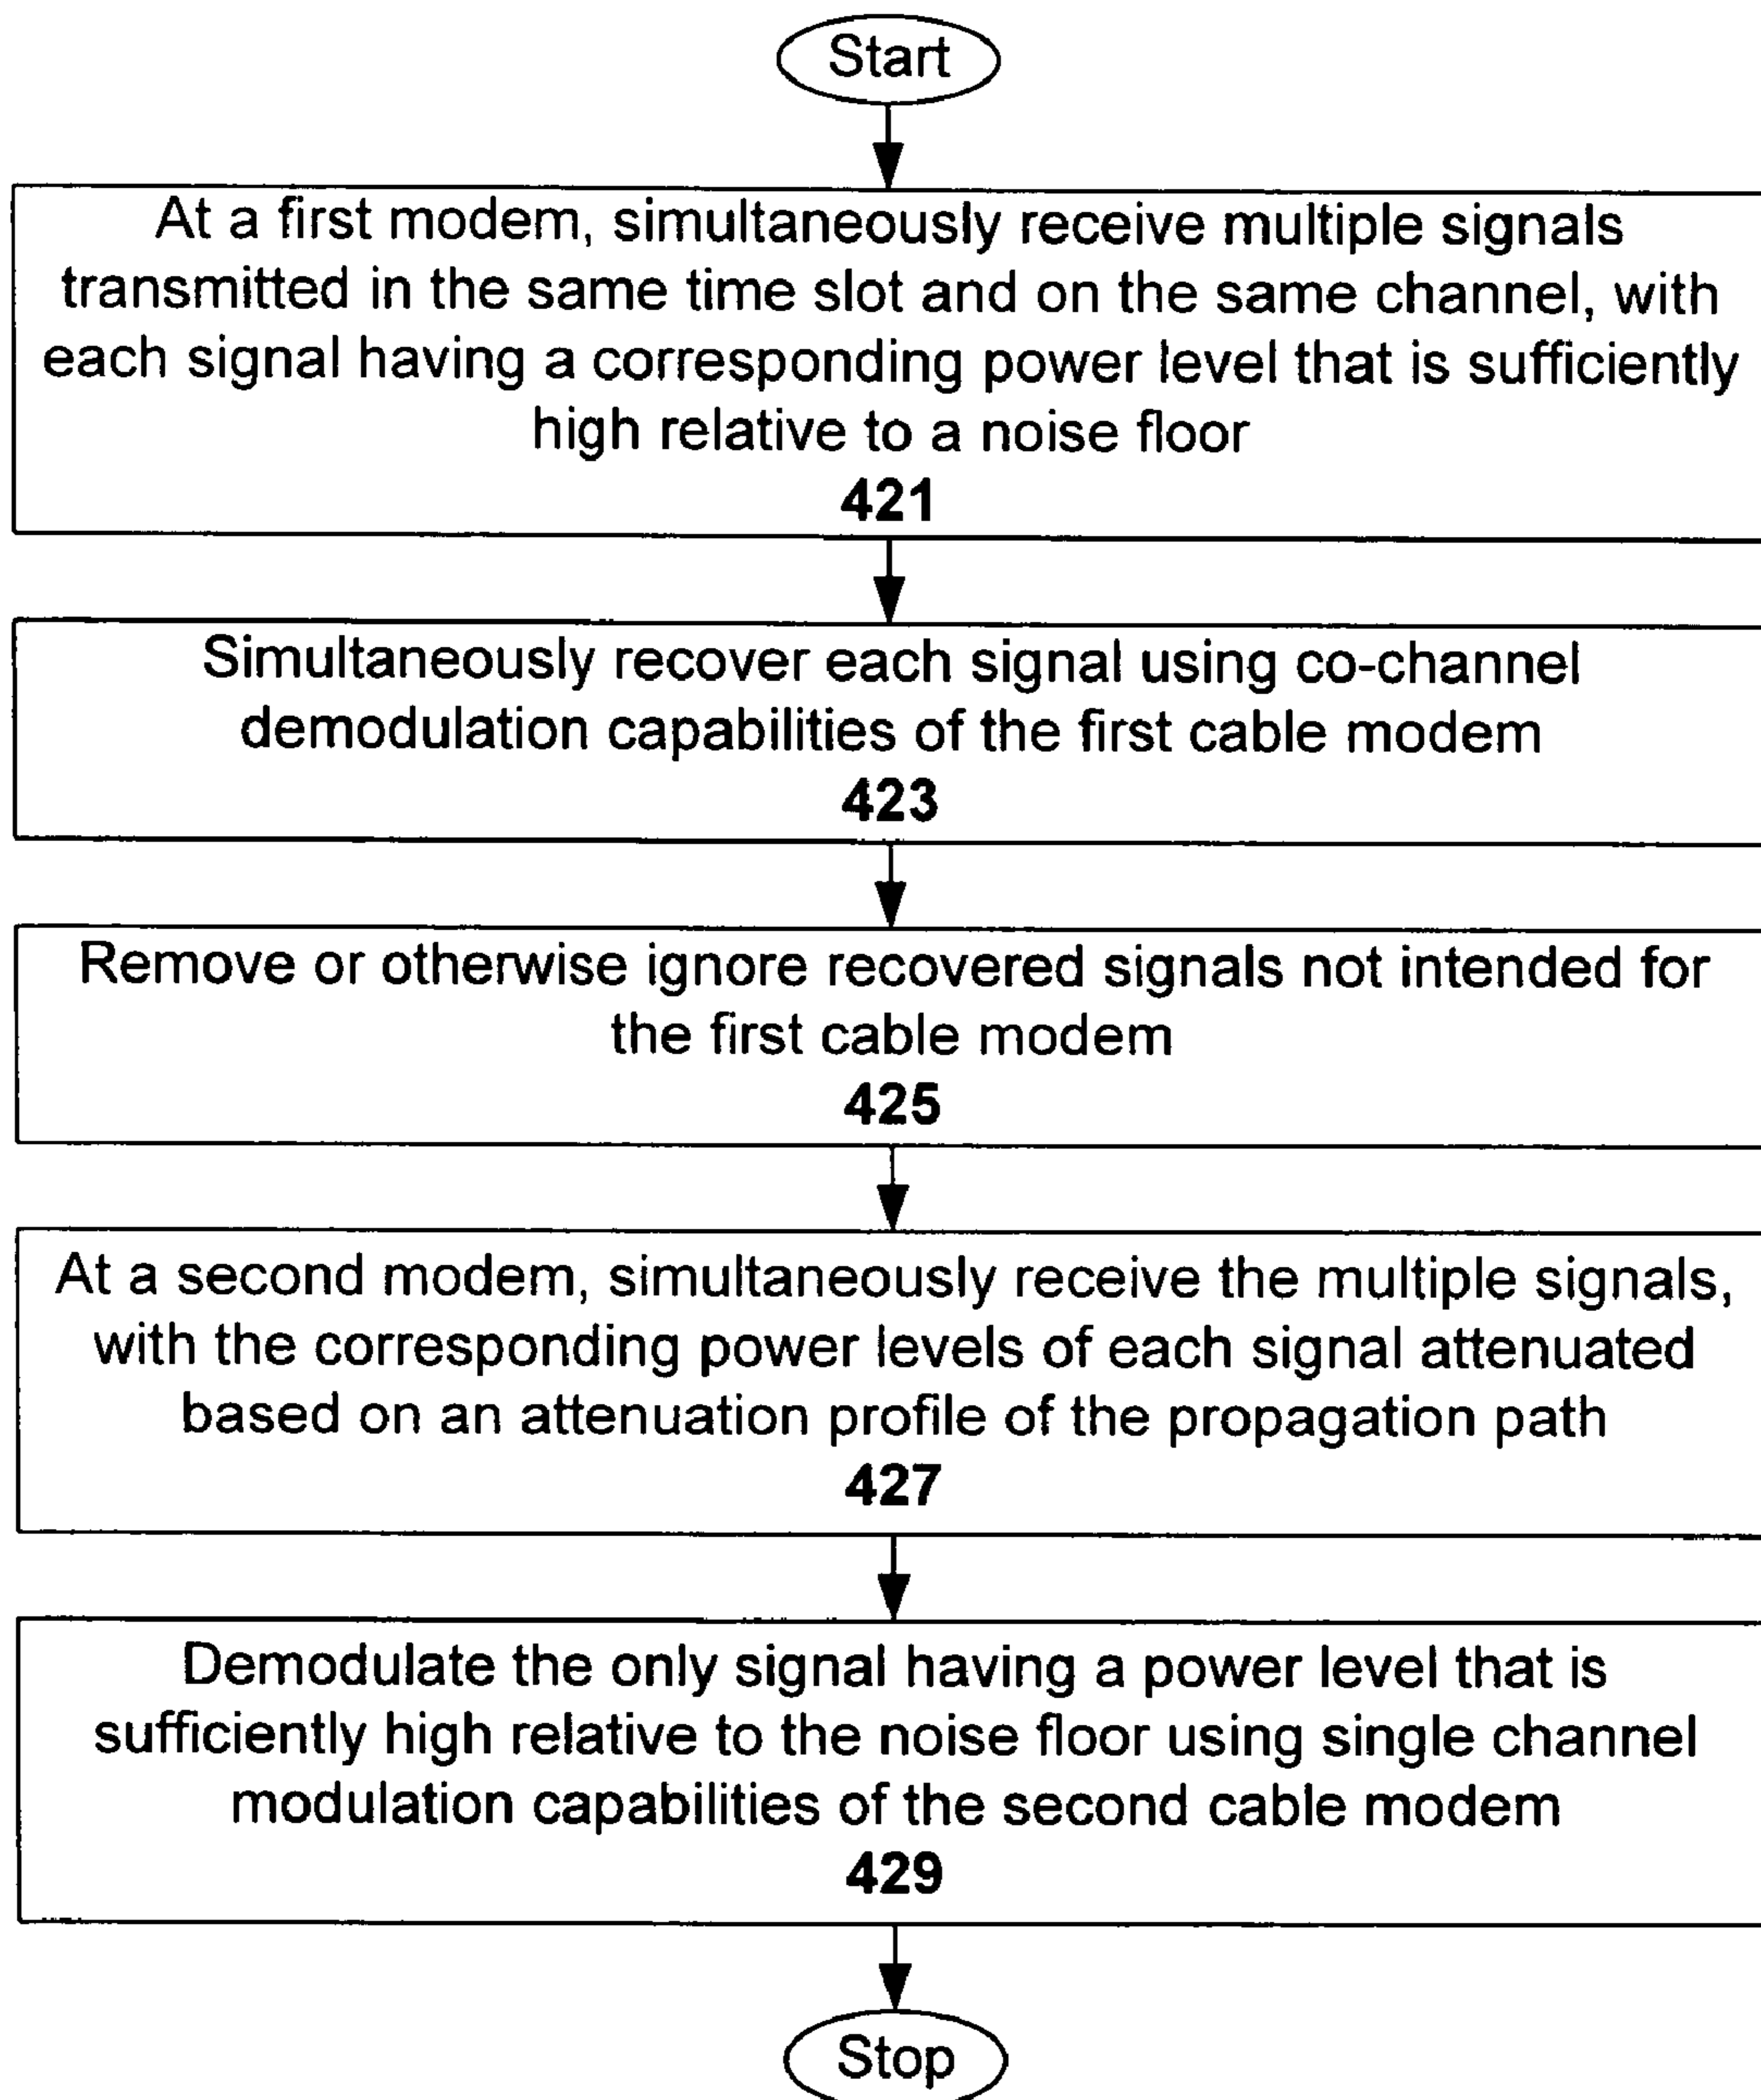 Start
At a first modem, simultaneously receive multiple signals
transmitted in the same time slot and on the same channel, with
each signal having a corresponding power level that is sufficiently
high relative to a noise floor
421
Simultaneously recover each signal using co-channel
demodulation capabilities of the first cable modem
423
Remove or otherwise ignore recovered signals not intended for
the first cable modem
425
At a second modem, simultaneously receive the multiple signals,
with the corresponding power levels of each signal attenuated
based on an attenuation profile of the propagation path
427
Demodulate the only signal having a power level that is
sufficiently high relative to the noise floor using single channel
modulation capabilities of the second cable modem
429
Stop